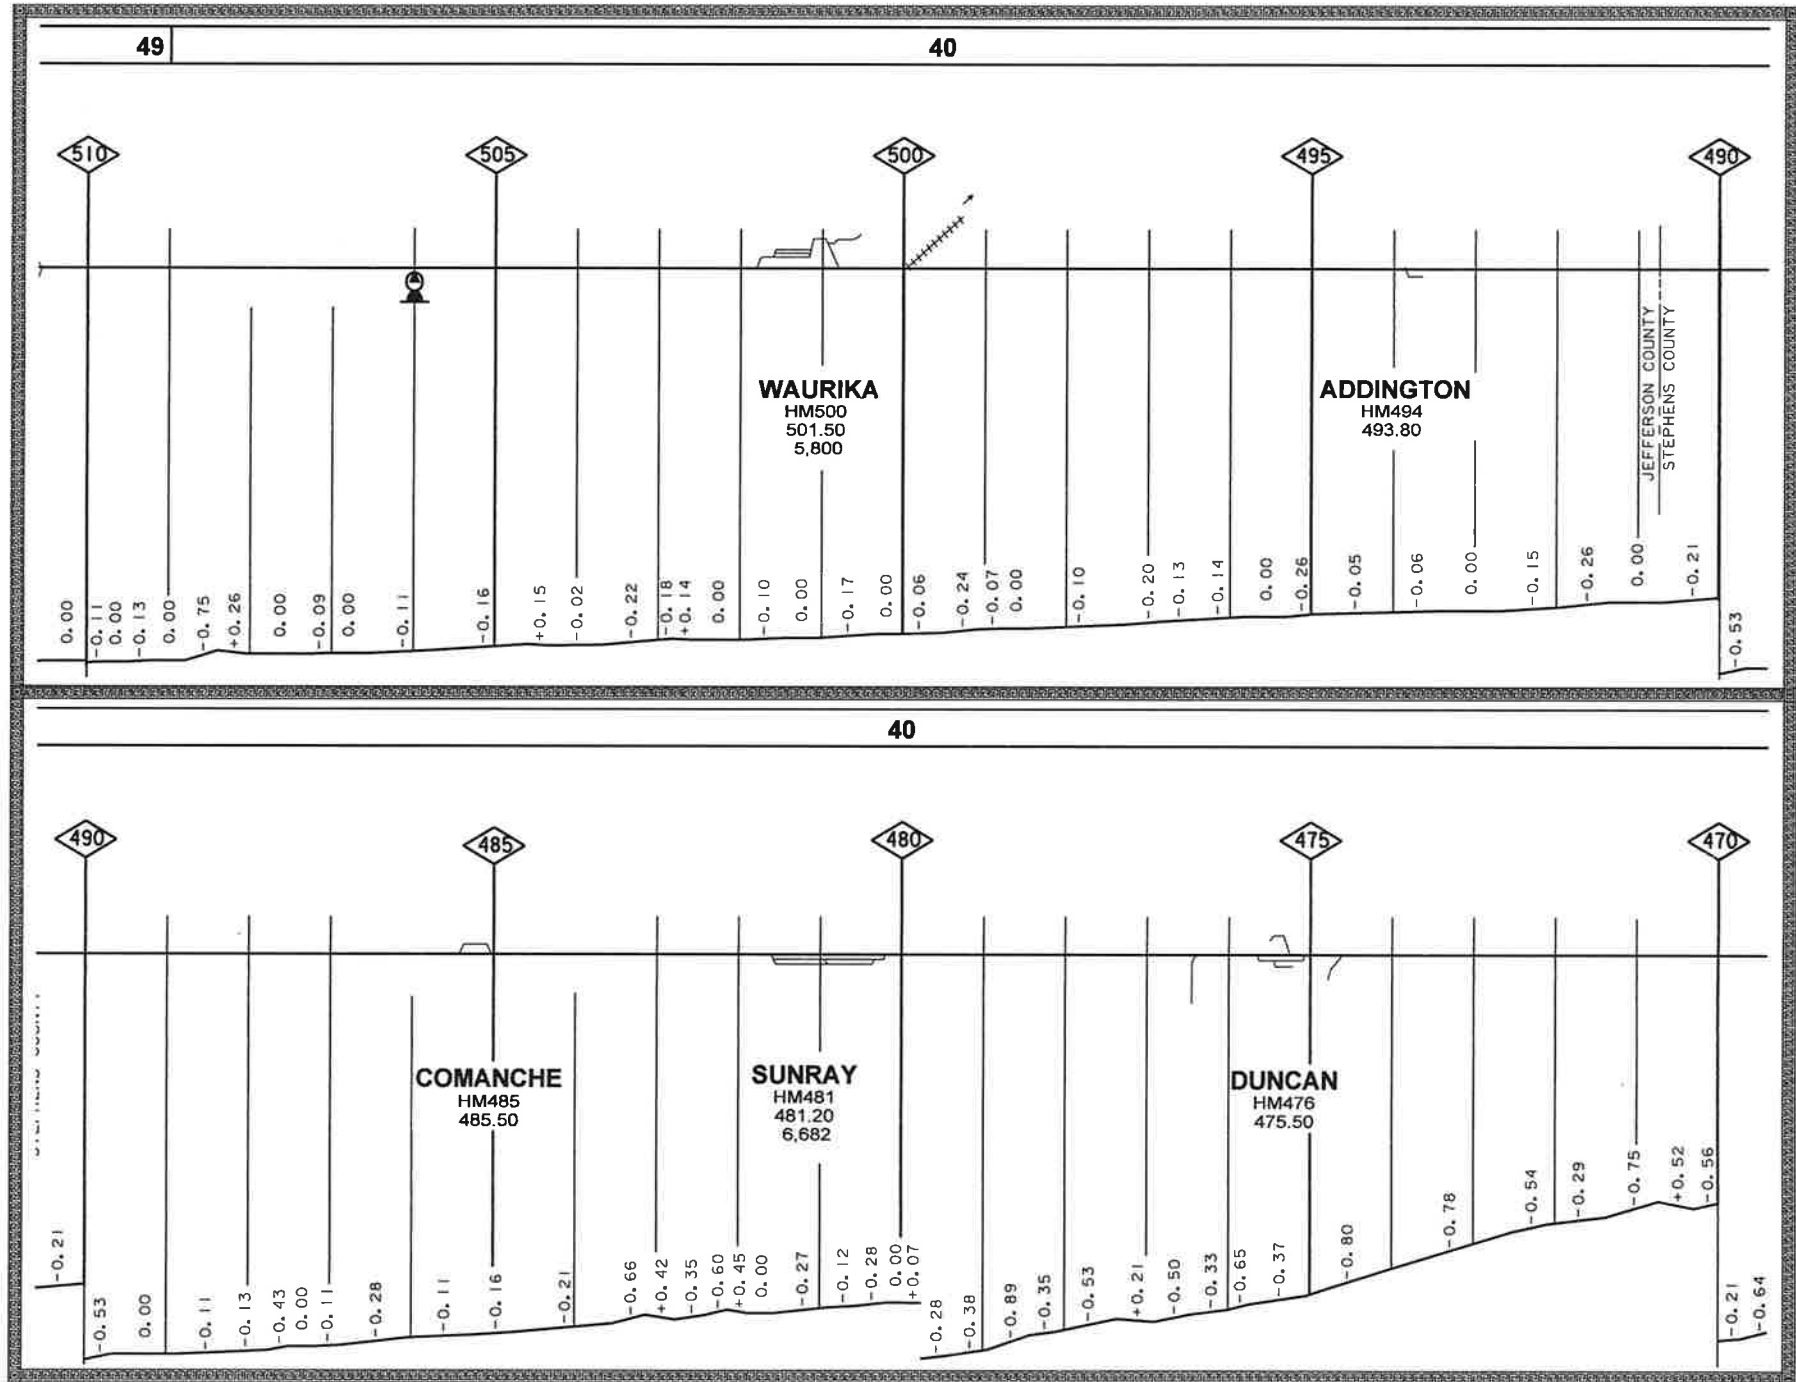 49 40
510 505 500 495 490
WAURIKA
HM500
501.50
5,800
ADDINGTON
HM494
493.80
JEFFERSON COUNTY
STEPHENS COUNTY
0.00 -0.11 0.00 -0.13 0.00 -0.75 +0.26 0.00 -0.09 0.00 -0.11 -0.16 +0.15 -0.02 -0.22 -0.18 +0.14 0.00 -0.10 0.00 -0.17 0.00 -0.06 -0.24 -0.07 0.00 -0.10 -0.20 -0.13 -0.14 0.00 -0.26 -0.05 -0.06 0.00 -0.15 -0.26 0.00 -0.21 -0.53
40
490 485 480 475 470
COMANCHE
HM485
485.50
SUNRAY
HM481
481.20
6,682
DUNCAN
HM476
475.50
-0.21 -0.53 0.00 -0.11 -0.13 -0.43 0.00 -0.11 -0.28 -0.11 -0.16 -0.21 -0.66 +0.42 -0.35 -0.60 +0.45 0.00 -0.27 -0.12 -0.28 0.00 +0.07 -0.28 -0.38 -0.89 -0.35 -0.53 +0.21 -0.50 -0.33 -0.65 -0.37 -0.80 -0.78 -0.54 -0.29 -0.75 +0.52 -0.56 -0.21 -0.64